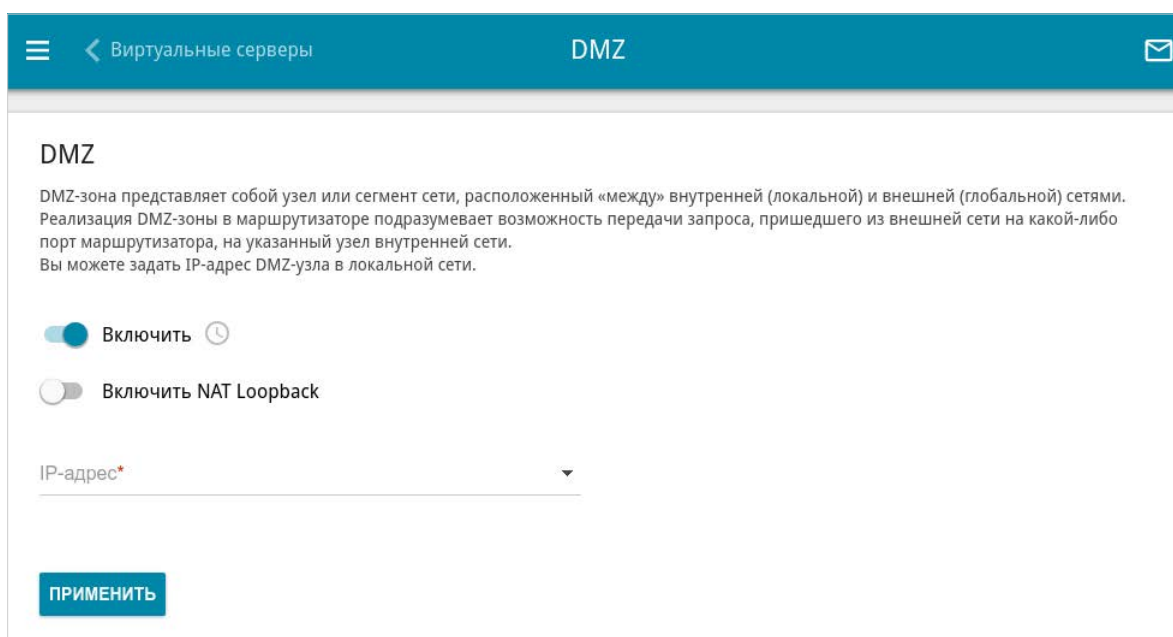 Виртуальные серверы
DMZ
DMZ
DMZ-зона представляет собой узел или сегмент сети, расположенный «между» внутренней (локальной) и внешней (глобальной) сетями.
Реализация DMZ-зоны в маршрутизаторе подразумевает возможность передачи запроса, пришедшего из внешней сети на какой-либо
порт маршрутизатора, на указанный узел внутренней сети.
Вы можете задать IP-адрес DMZ-узла в локальной сети.
Включить
Включить NAT Loopback
IP-адрес*
ПРИМЕНИТЬ